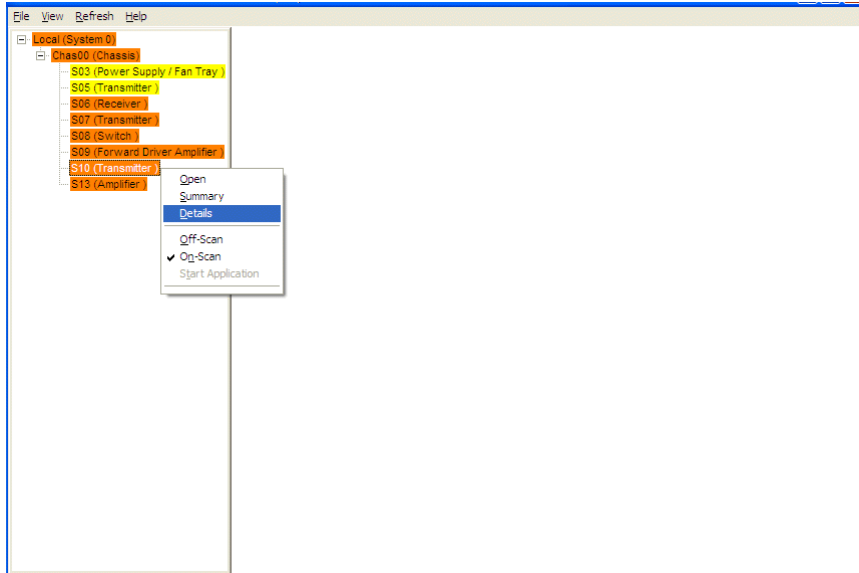 File View Refresh Help
Local (System 0)
Chas00 (Chassis)
S03 (Power Supply / Fan Tray )
S05 (Transmitter )
S06 (Receiver )
S07 (Transmitter )
S08 (Switch )
S09 (Forward Driver Amplifier )
S10 (Transmitter )
S13 (Amplifier )
Open
Summary
Details
Off-Scan
On-Scan
Start Application